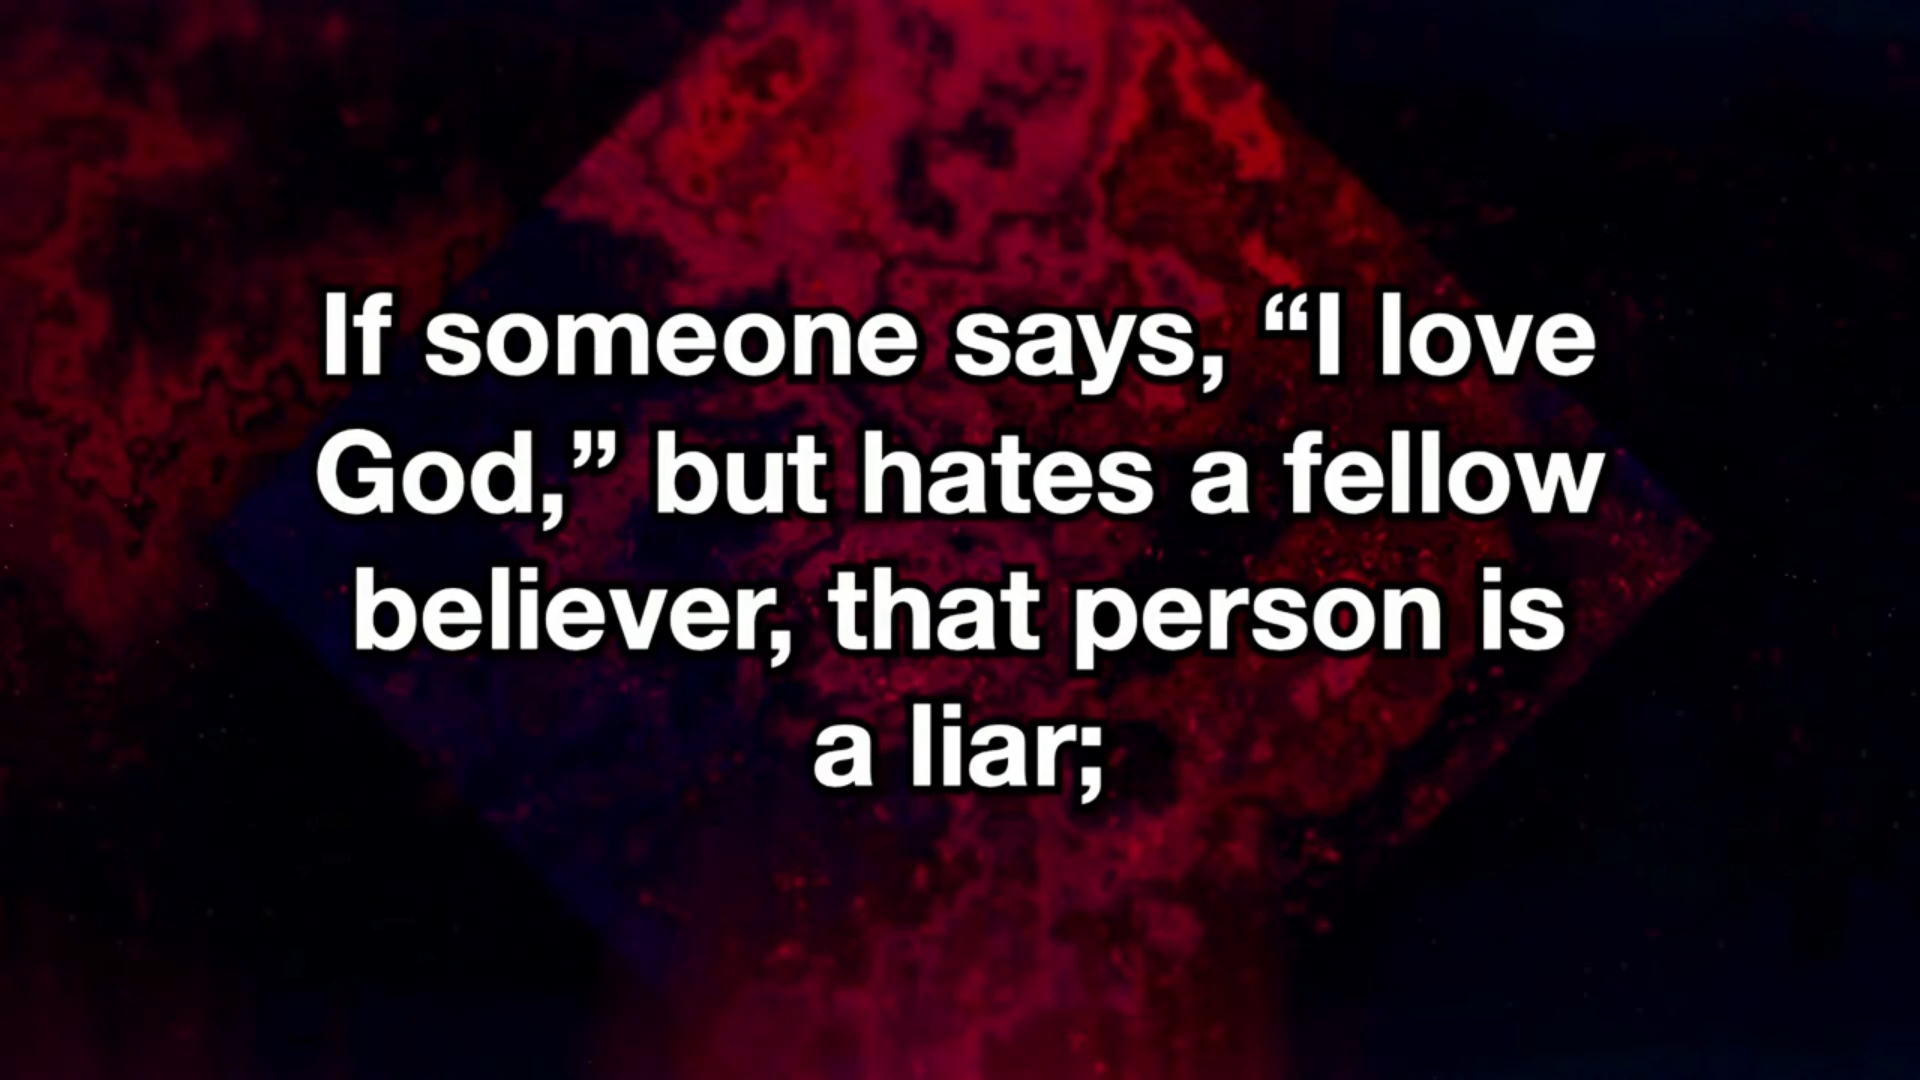 If someone says, “I love
God,” but hates a fellow
believer, that person is
a liar;